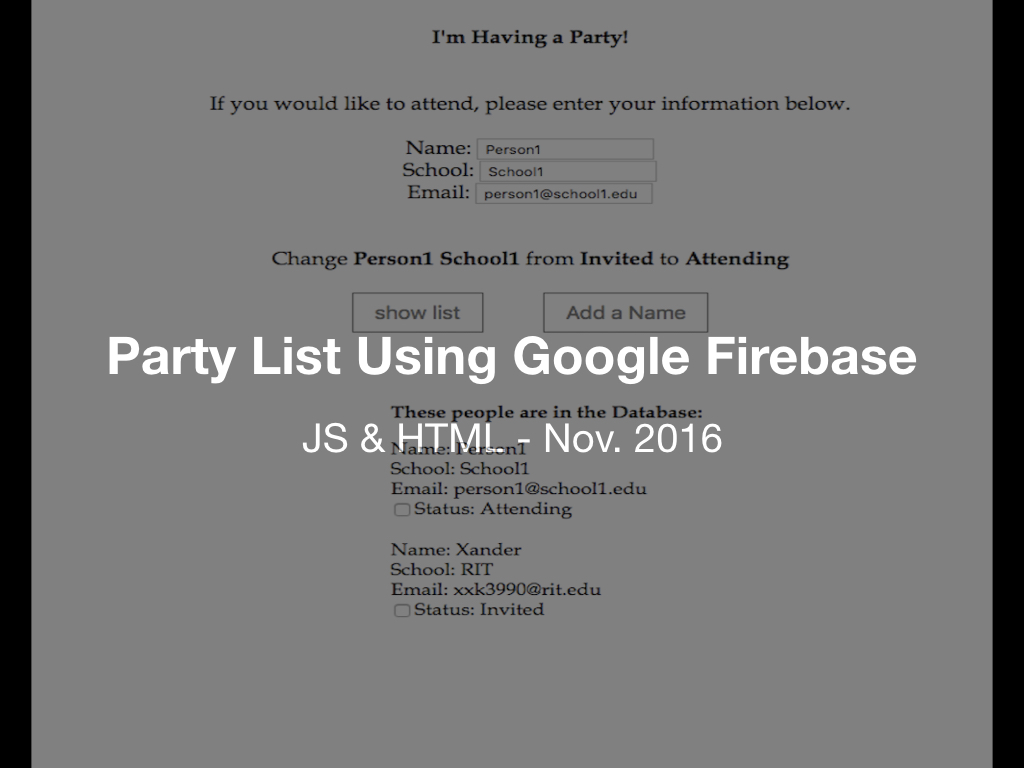 I'm Having a Party!
If you would like to attend, please enter your information below.
Name: Person1
School: School1
Email: person1@school1.edu
Change Person1 School1 from Invited to Attending
show list Add a Name
Party List Using Google Firebase
These people are in the Database:
JS & HTML - Nov. 2016
Name: Person1
School: School1
Email: person1@school1.edu
Status: Attending
Name: Xander
School: RIT
Email: xxk3990@rit.edu
Status: Invited